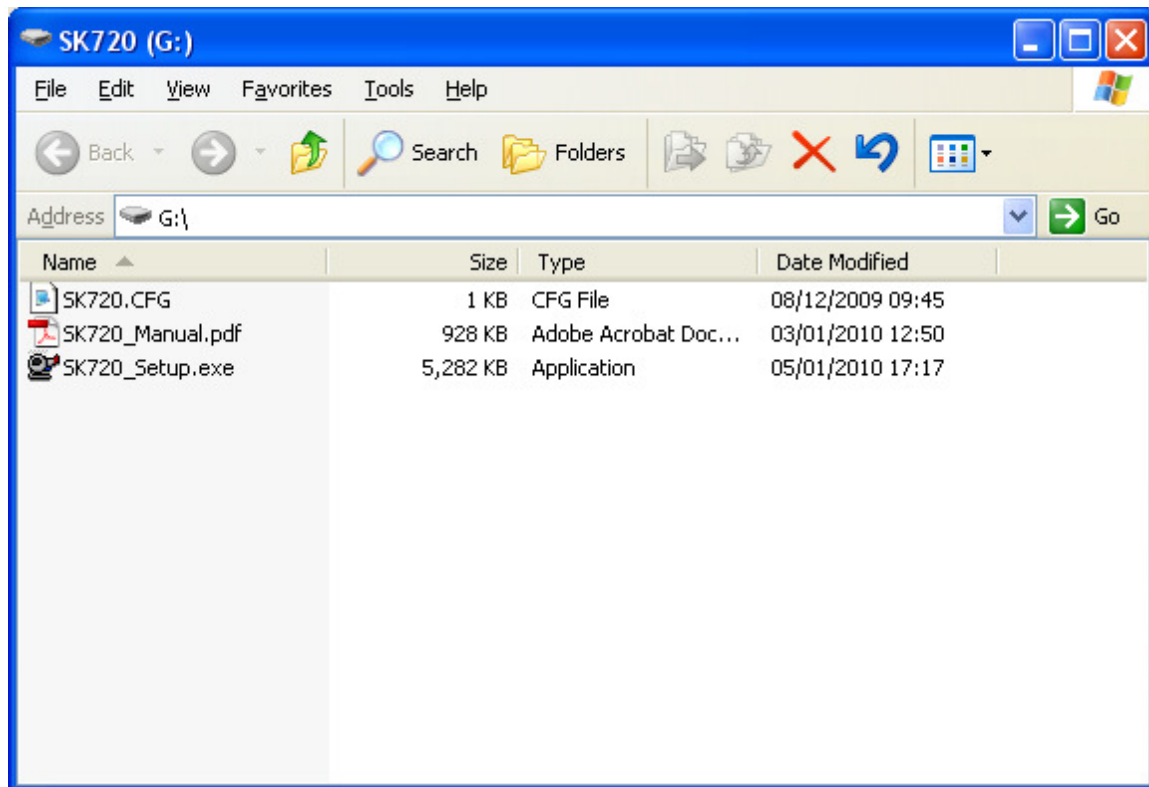 SK720 (G:)
File Edit View Favorites Tools Help
Back Search Folders
Address G:\ Go
Name Size Type Date Modified
SK720.CFG 1 KB CFG File 08/12/2009 09:45
SK720_Manual.pdf 928 KB Adobe Acrobat Doc... 03/01/2010 12:50
SK720_Setup.exe 5,282 KB Application 05/01/2010 17:17